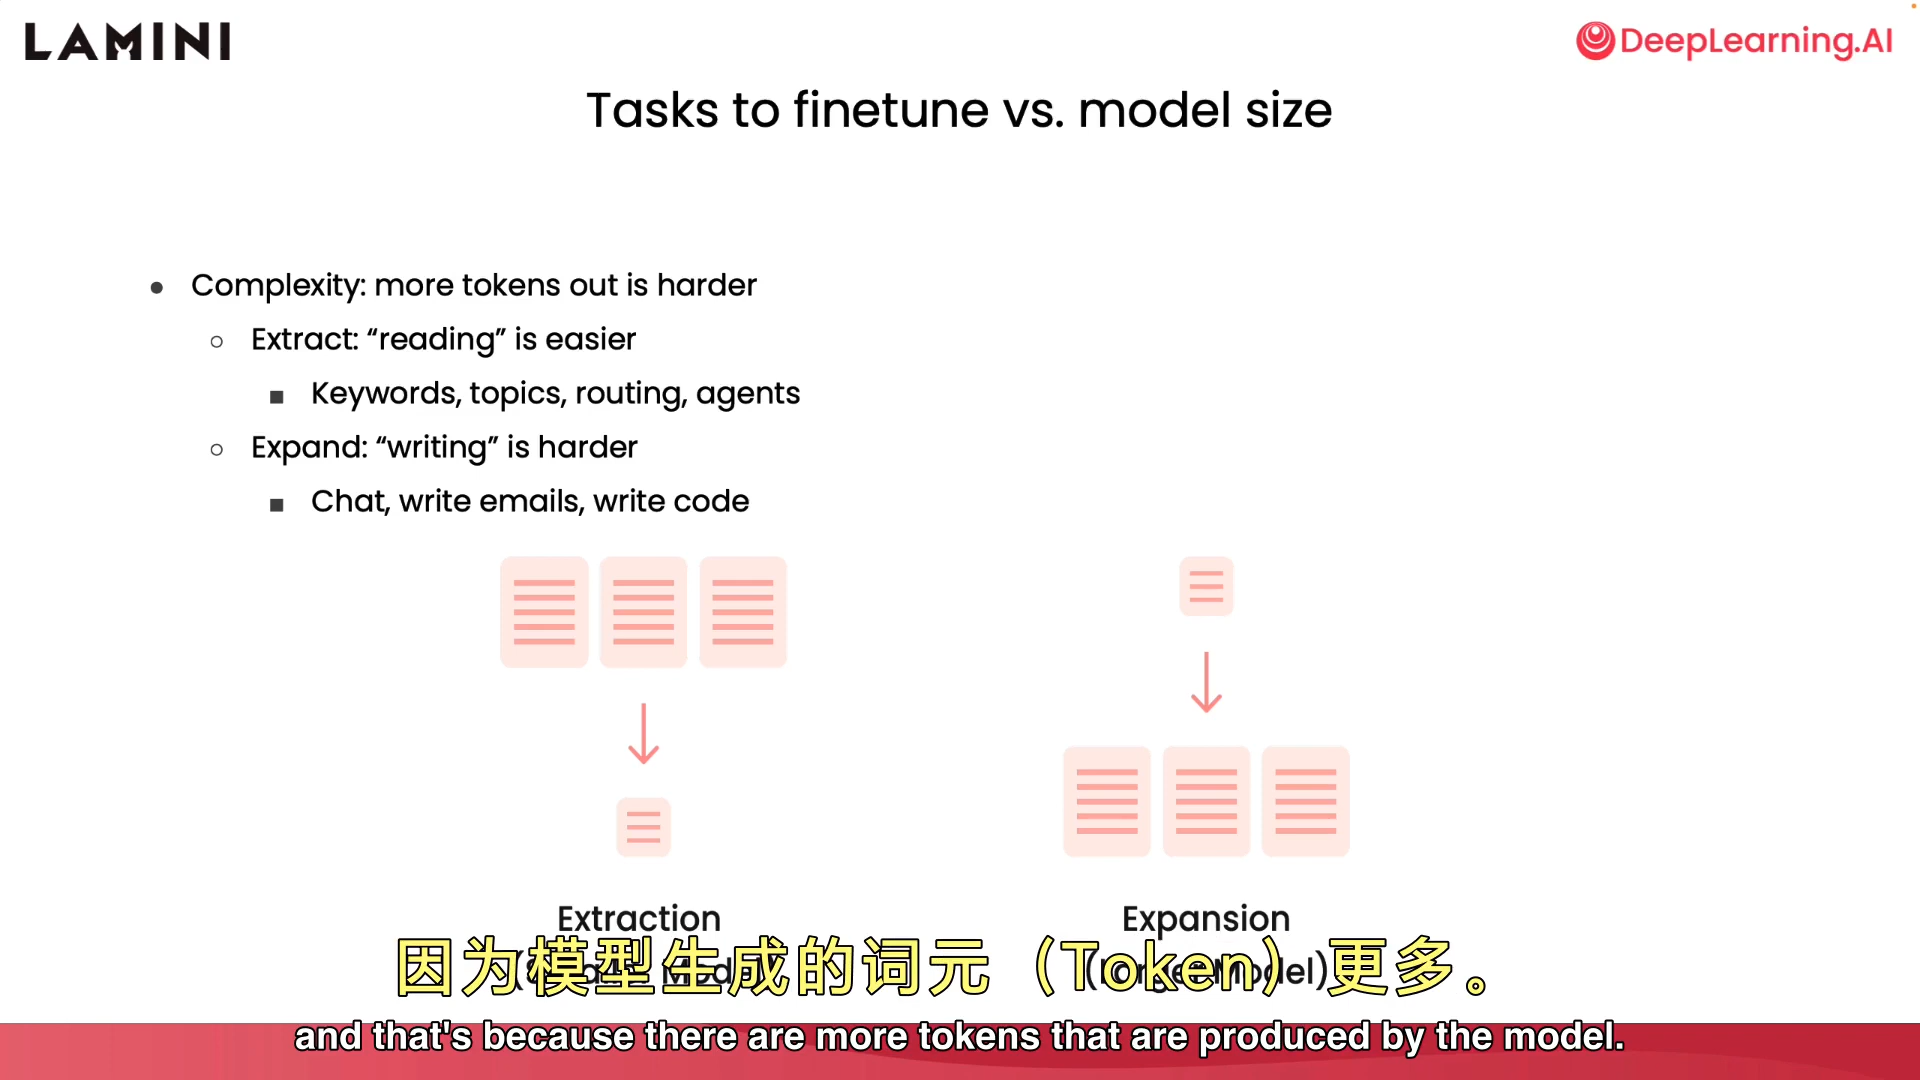 LAMINI
DeepLearning.AI
Tasks to finetune vs. model size
Complexity: more tokens out is harder
Extract: “reading” is easier
Keywords, topics, routing, agents
Expand: “writing” is harder
Chat, write emails, write code
Extraction
Expansion
Model)
(Larger Model)
因为模型生成的词元（Token）更多。
and that's because there are more tokens that are produced by the model.